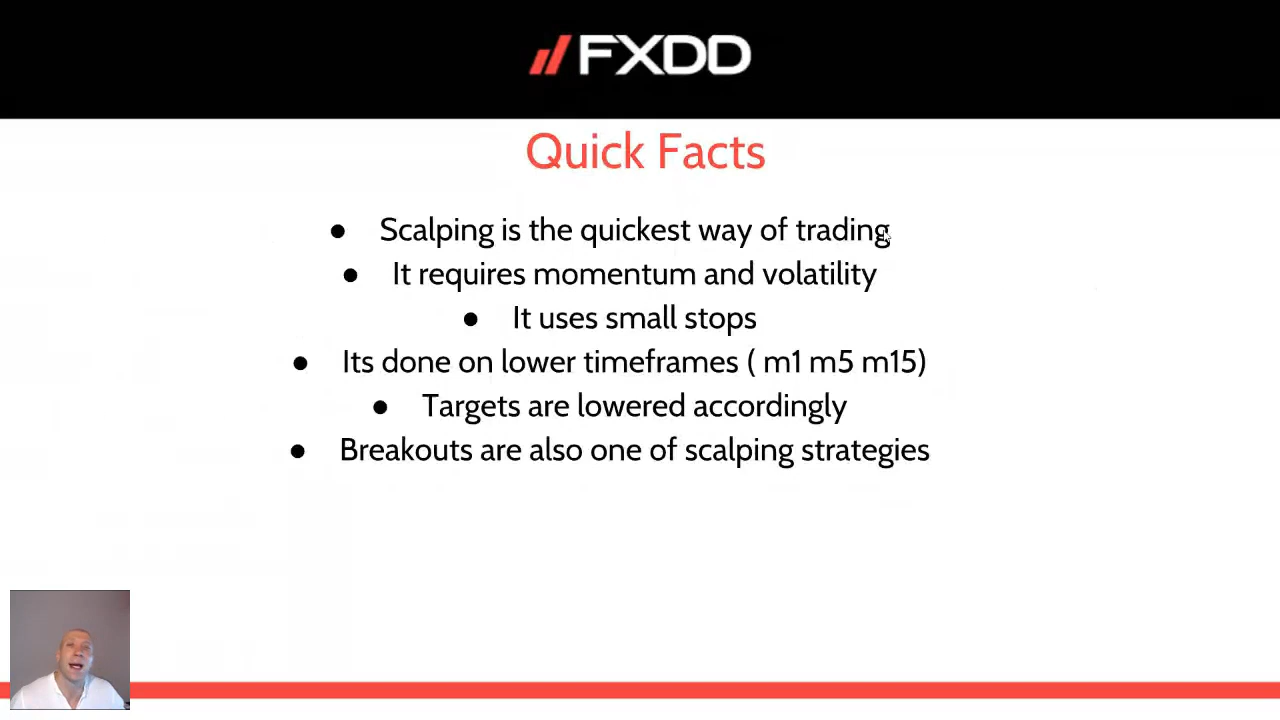 FXDD
Quick Facts
● Scalping is the quickest way of trading
● It requires momentum and volatility
● It uses small stops
● Its done on lower timeframes ( m1 m5 m15)
● Targets are lowered accordingly
● Breakouts are also one of scalping strategies